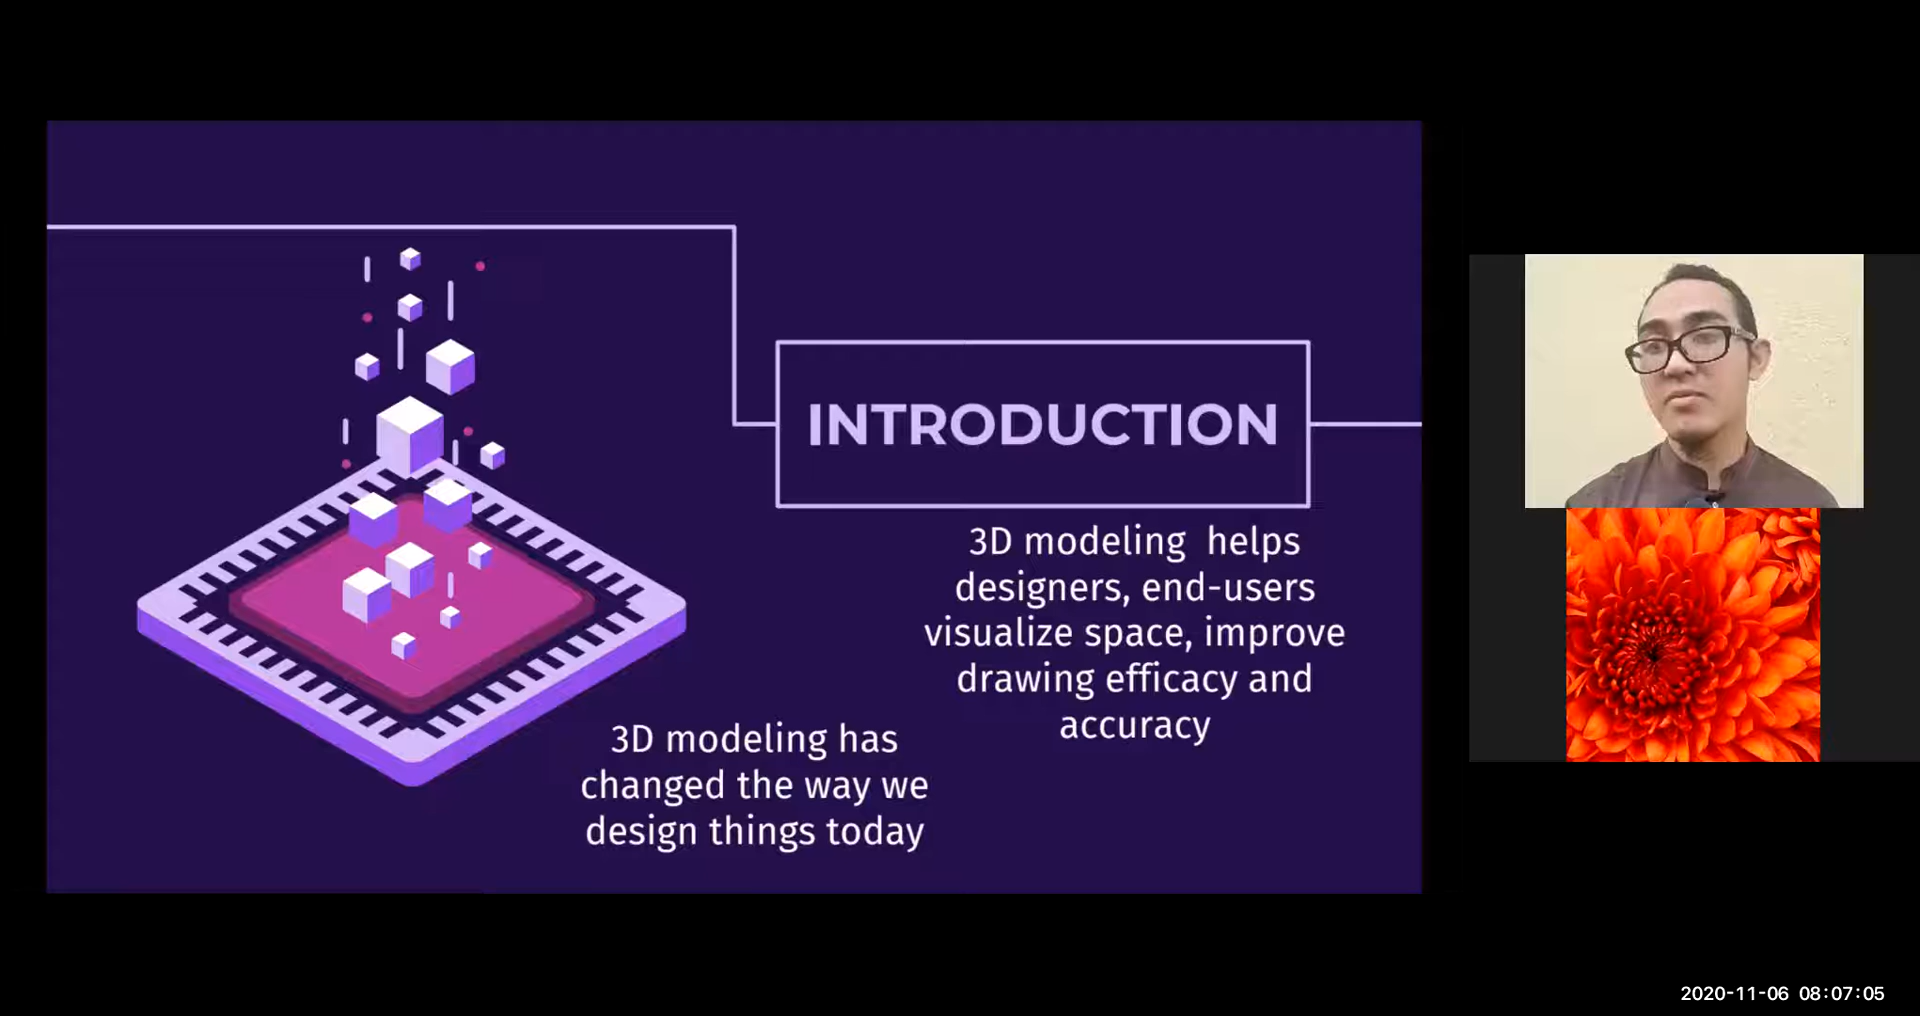 INTRODUCTION
3D modeling helps
designers, end-users
visualize space, improve
drawing efficacy and
accuracy
3D modeling has
changed the way we
design things today
2020-11-06 08:07:05